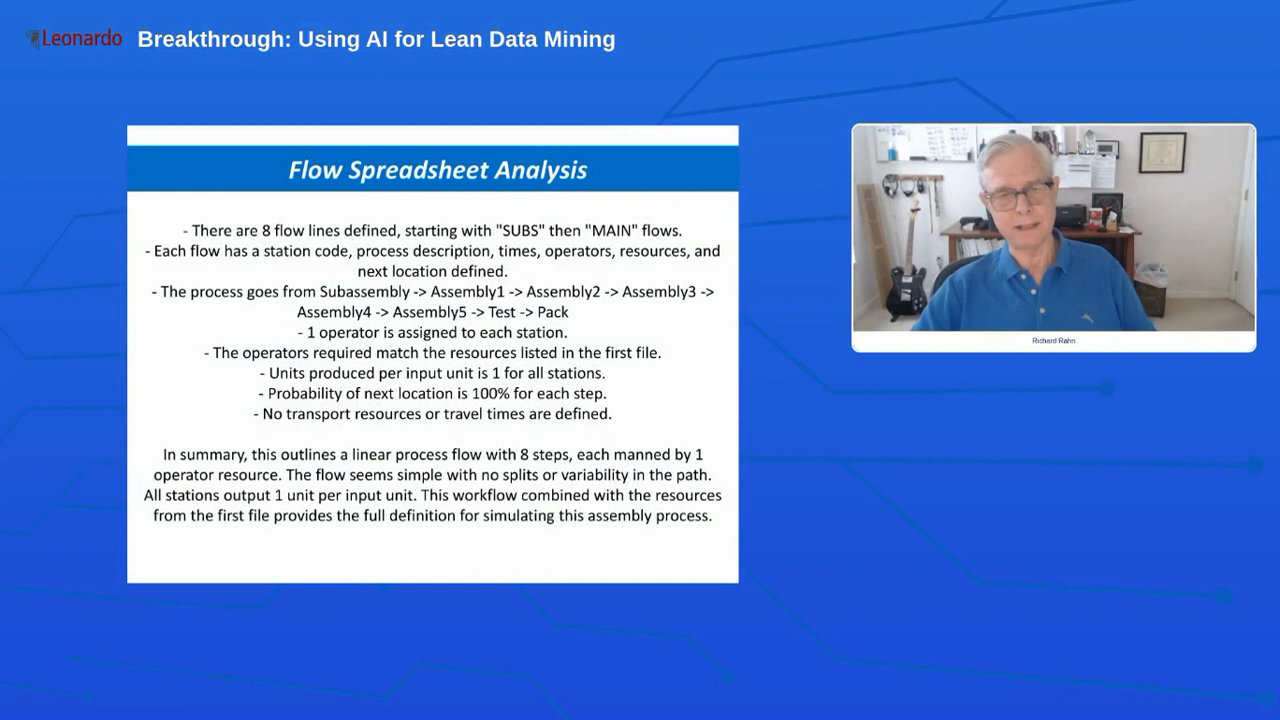 Leonardo
Breakthrough: Using AI for Lean Data Mining
Flow Spreadsheet Analysis
- There are 8 flow lines defined, starting with "SUBS" then "MAIN" flows.
- Each flow has a station code, process description, times, operators, resources, and
next location defined.
- The process goes from Subassembly -> Assembly1 -> Assembly2 -> Assembly3 ->
Assembly4 -> Assembly5 -> Test -> Pack
- 1 operator is assigned to each station.
- The operators required match the resources listed in the first file.
- Units produced per input unit is 1 for all stations.
- Probability of next location is 100% for each step.
- No transport resources or travel times are defined.
In summary, this outlines a linear process flow with 8 steps, each manned by 1
operator resource. The flow seems simple with no splits or variability in the path.
All stations output 1 unit per input unit. This workflow combined with the resources
from the first file provides the full definition for simulating this assembly process.
Richard Rahn